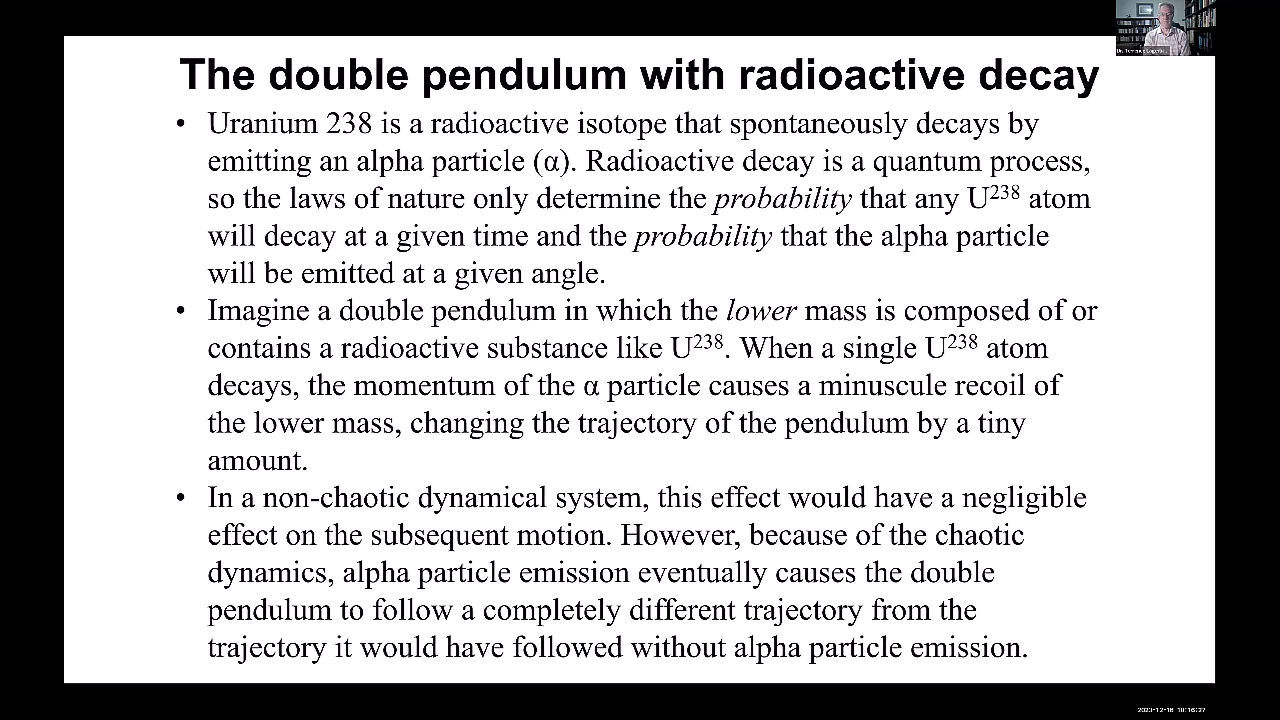 The double pendulum with radioactive decay
• Uranium 238 is a radioactive isotope that spontaneously decays by
emitting an alpha particle (α). Radioactive decay is a quantum process,
so the laws of nature only determine the probability that any U²³⁸ atom
will decay at a given time and the probability that the alpha particle
will be emitted at a given angle.
• Imagine a double pendulum in which the lower mass is composed of or
contains a radioactive substance like U²³⁸. When a single U²³⁸ atom
decays, the momentum of the α particle causes a minuscule recoil of
the lower mass, changing the trajectory of the pendulum by a tiny
amount.
• In a non-chaotic dynamical system, this effect would have a negligible
effect on the subsequent motion. However, because of the chaotic
dynamics, alpha particle emission eventually causes the double
pendulum to follow a completely different trajectory from the
trajectory it would have followed without alpha particle emission.
Dr. Terence
2023-12-16